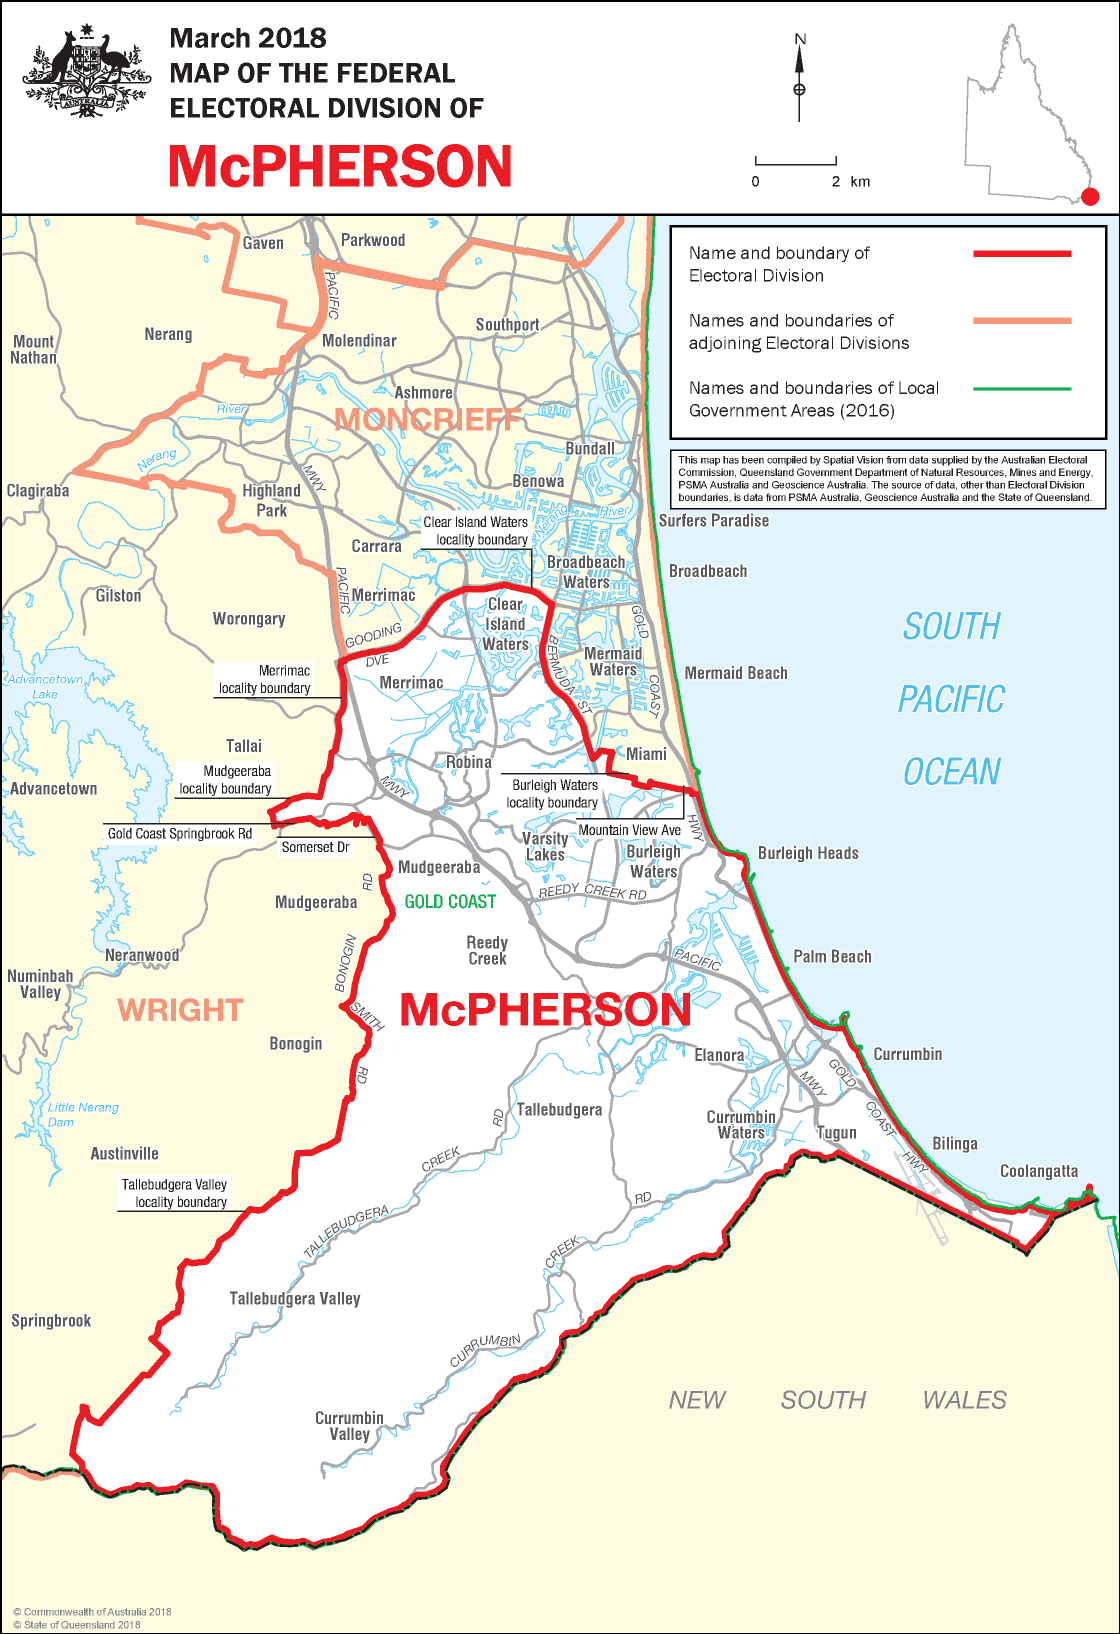 March 2018
MAP OF THE FEDERAL
ELECTORAL DIVISION OF
McPHERSON
AUSTRALIA
N
0 2 km
Name and boundary of
Electoral Division
Names and boundaries of
adjoining Electoral Divisions
Names and boundaries of Local
Government Areas (2016)
This map has been compiled by Spatial Vision from data supplied by the Australian Electoral
Commission, Queensland Government Department of Natural Resources, Mines and Energy,
PSMA Australia and Geoscience Australia. The source of data, other than Electoral Division
boundaries, is data from PSMA Australia, Geoscience Australia and the State of Queensland.
Gaven
Parkwood
PACIFIC
Southport
Nerang
Molendinar
Mount
Nathan
Ashmore
River
MONCRIEFF
Nerang
Bundall
MWY
Benowa
Clagiraba
Highland
Park
Nerang River
Clear Island Waters
locality boundary
Surfers Paradise
Carrara
Broadbeach
Waters
Broadbeach
PACIFIC
Merrimac
Gilston
Worongary
Clear
Island
Waters
GOLD
COAST
GOODING
DVE
BERMUDA ST
Mermaid
Waters
Mermaid Beach
SOUTH
PACIFIC
OCEAN
Merrimac
locality boundary
Merrimac
Advancetown
Lake
Tallai
Miami
Robina
Mudgeeraba
locality boundary
Advancetown
MWY
Burleigh Waters
locality boundary
Gold Coast Springbrook Rd
Somerset Dr
Mountain View Ave
HWY
Varsity
Lakes
Burleigh
Waters
Burleigh Heads
Mudgeeraba
REEDY CREEK RD
RD
Mudgeeraba
GOLD COAST
Reedy
Creek
BONOGIN
Neranwood
PACIFIC
Palm Beach
Numinbah
Valley
WRIGHT
McPHERSON
SMITH
RD
Bonogin
Elanora
Currumbin
MWY
GOLD
COAST
HWY
Little Nerang
Dam
Tallebudgera
Currumbin
Waters
Tugun
Bilinga
Austinville
Coolangatta
Tallebudgera Valley
locality boundary
TALLEBUDGERA
CREEK
RD
Tallebudgera Valley
CURRUMBIN
CREEK
RD
Springbrook
Currumbin
Valley
NEW SOUTH WALES
© Commonwealth of Australia 2018
© State of Queensland 2018